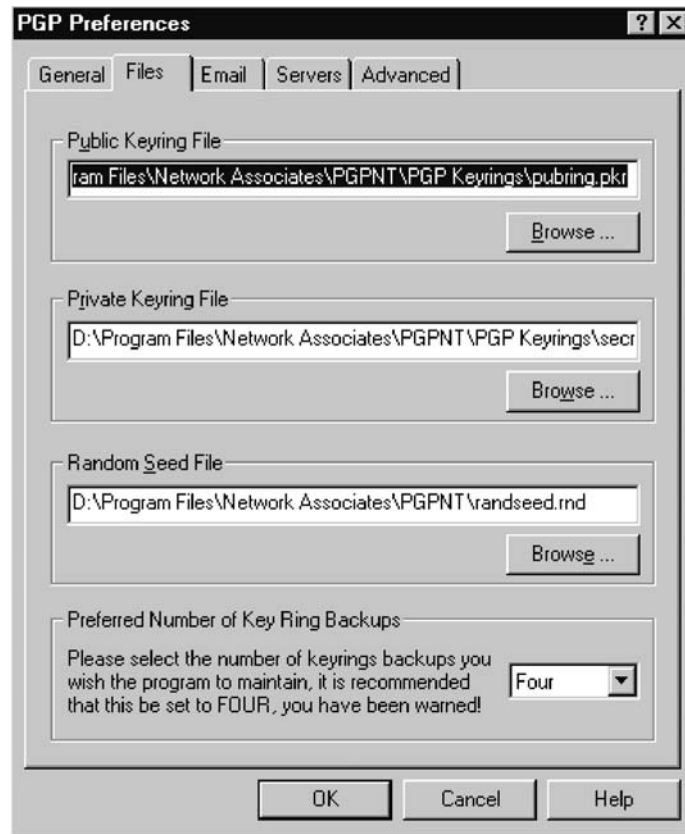 PGP Preferences
General Files Email Servers Advanced
Public Keyring File
ram Files\Network Associates\PGPNT\PGP Keyrings\pubring.pkr
Browse ...
Private Keyring File
D:\Program Files\Network Associates\PGPNT\PGP Keyrings\secr
Browse ...
Random Seed File
D:\Program Files\Network Associates\PGPNT\randseed.rnd
Browse ...
Preferred Number of Key Ring Backups
Please select the number of keyrings backups you
wish the program to maintain, it is recommended
that this be set to FOUR, you have been warned!
Four
OK Cancel Help